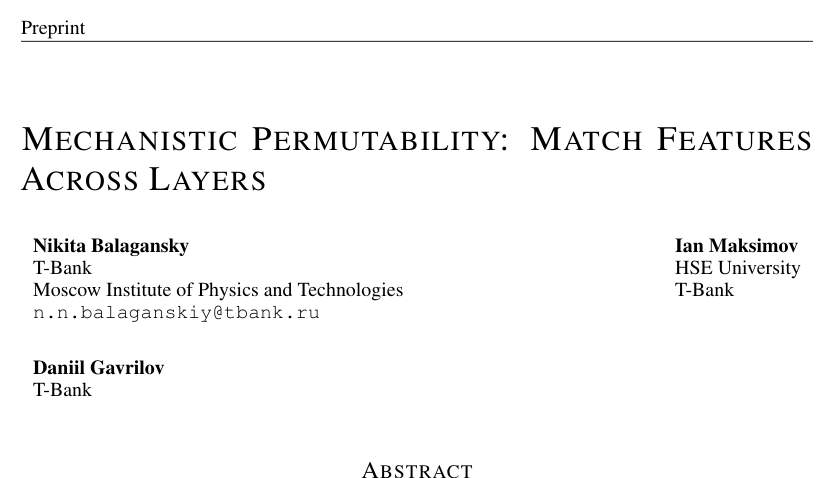 Preprint
MECHANISTIC PERMUTABILITY: MATCH FEATURES
ACROSS LAYERS
Nikita Balagansky
T-Bank
Moscow Institute of Physics and Technologies
n.n.balaganskiy@tbank.ru
Ian Maksimov
HSE University
T-Bank
Daniil Gavrilov
T-Bank
ABSTRACT